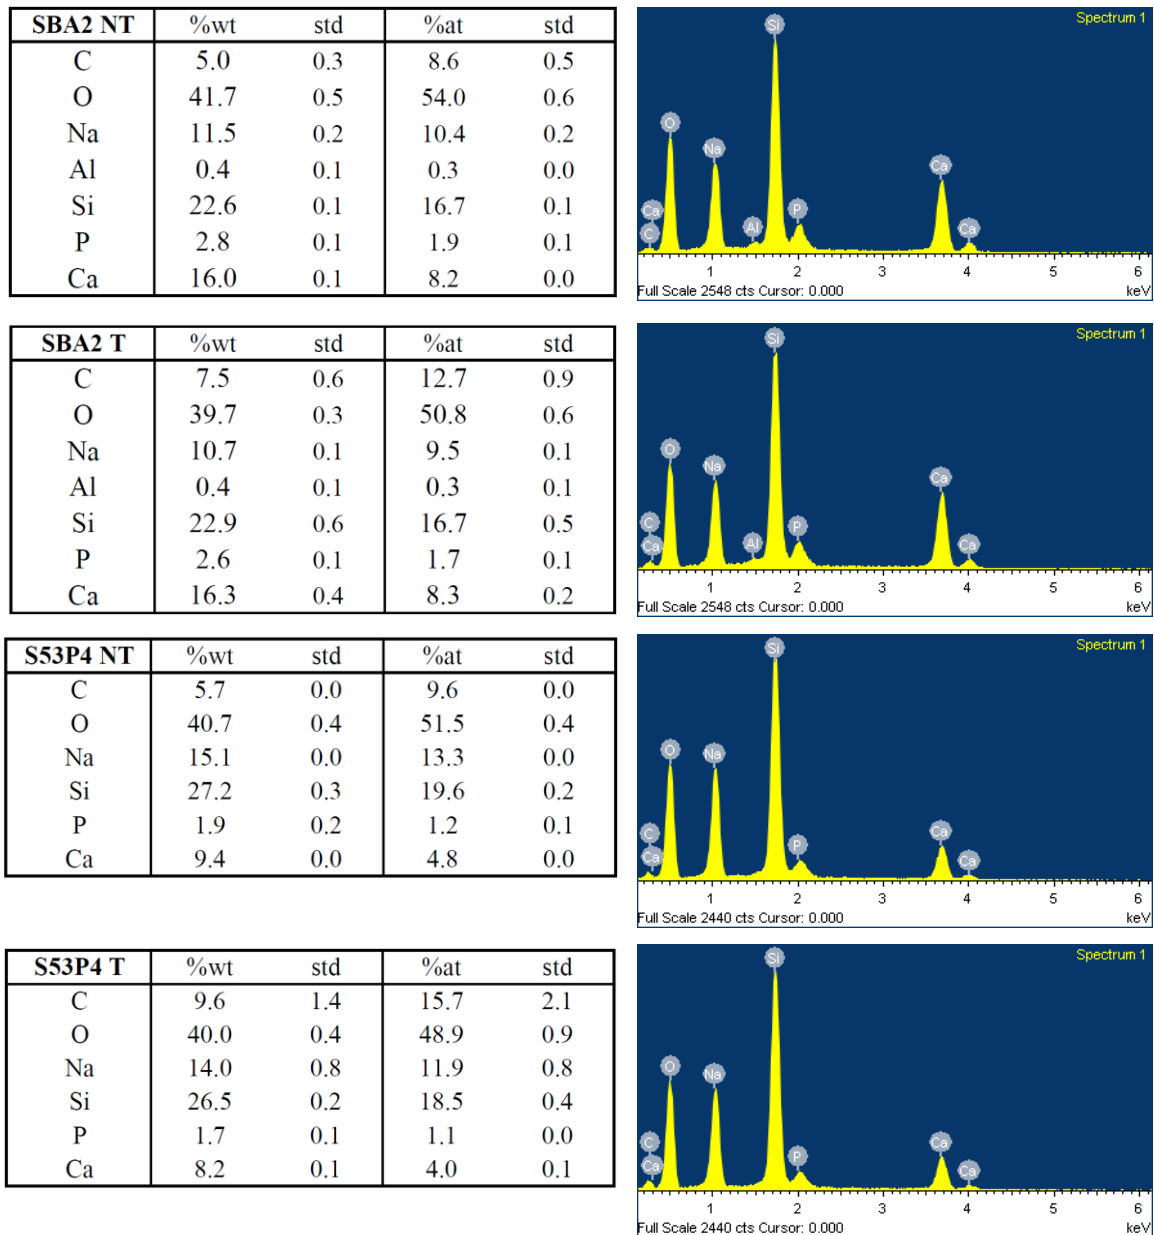 SBA2 NT %wt std %at std
C 5.0 0.3 8.6 0.5
O 41.7 0.5 54.0 0.6
Na 11.5 0.2 10.4 0.2
Al 0.4 0.1 0.3 0.0
Si 22.6 0.1 16.7 0.1
P 2.8 0.1 1.9 0.1
Ca 16.0 0.1 8.2 0.0
Spectrum 1
Si
O
Na
Ca
Ca
P
Al
Ca
C
1 2 3 4 5 6
Full Scale 2548 cts Cursor: 0.000 keV
SBA2 T %wt std %at std
C 7.5 0.6 12.7 0.9
O 39.7 0.3 50.8 0.6
Na 10.7 0.1 9.5 0.1
Al 0.4 0.1 0.3 0.1
Si 22.9 0.6 16.7 0.5
P 2.6 0.1 1.7 0.1
Ca 16.3 0.4 8.3 0.2
Spectrum 1
Si
O
Na
Ca
C
P
Ca
Al
Ca
1 2 3 4 5 6
Full Scale 2548 cts Cursor: 0.000 keV
S53P4 NT %wt std %at std
C 5.7 0.0 9.6 0.0
O 40.7 0.4 51.5 0.4
Na 15.1 0.0 13.3 0.0
Si 27.2 0.3 19.6 0.2
P 1.9 0.2 1.2 0.1
Ca 9.4 0.0 4.8 0.0
Spectrum 1
Si
O
Na
C
Ca
P
Ca
Ca
1 2 3 4 5 6
Full Scale 2440 cts Cursor: 0.000 keV
S53P4 T %wt std %at std
C 9.6 1.4 15.7 2.1
O 40.0 0.4 48.9 0.9
Na 14.0 0.8 11.9 0.8
Si 26.5 0.2 18.5 0.4
P 1.7 0.1 1.1 0.0
Ca 8.2 0.1 4.0 0.1
Spectrum 1
Si
O
Na
C
Ca
P
Ca
Ca
1 2 3 4 5 6
Full Scale 2440 cts Cursor: 0.000 keV